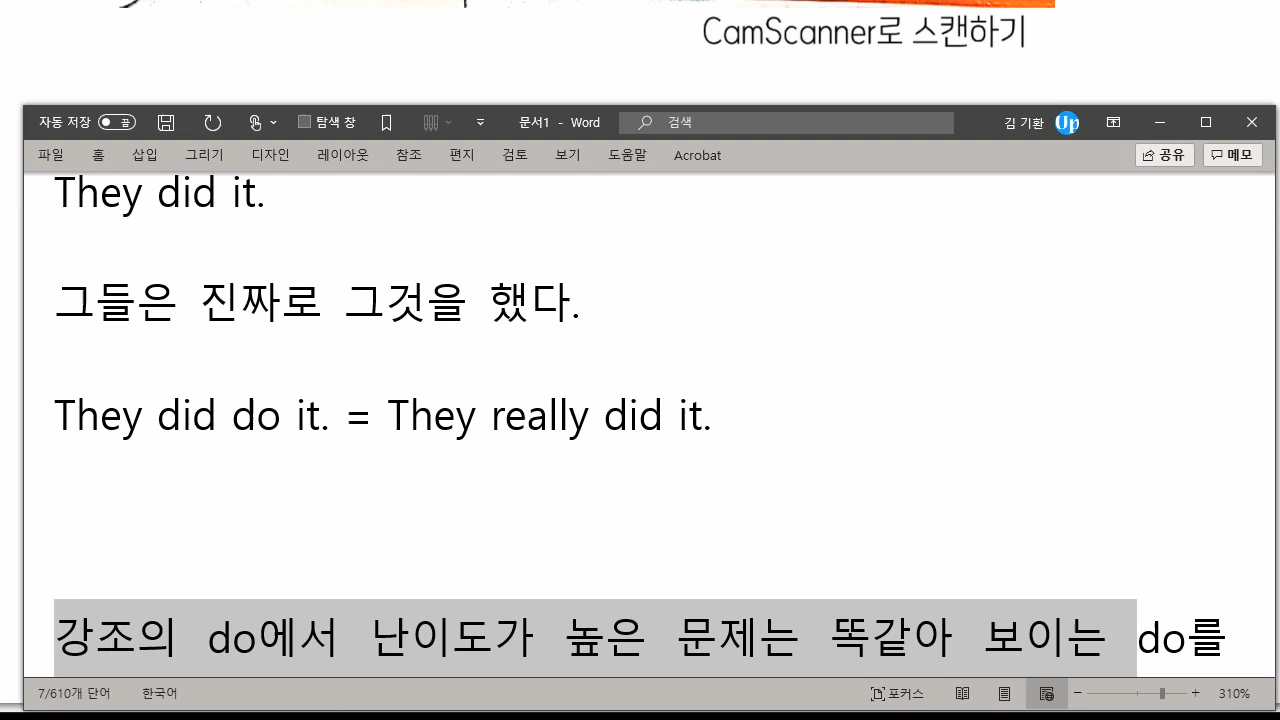 CamScanner로 스캔하기
자동 저장 끔 탐색 창 문서1 - Word 검색 김 기환 Up
파일 홈 삽입 그리기 디자인 레이아웃 참조 편지 검토 보기 도움말 Acrobat 공유 메모
They did it.
그들은 진짜로 그것을 했다.
They did do it. = They really did it.
강조의 do에서 난이도가 높은 문제는 똑같아 보이는 do를
7/610개 단어 한국어 포커스 310%